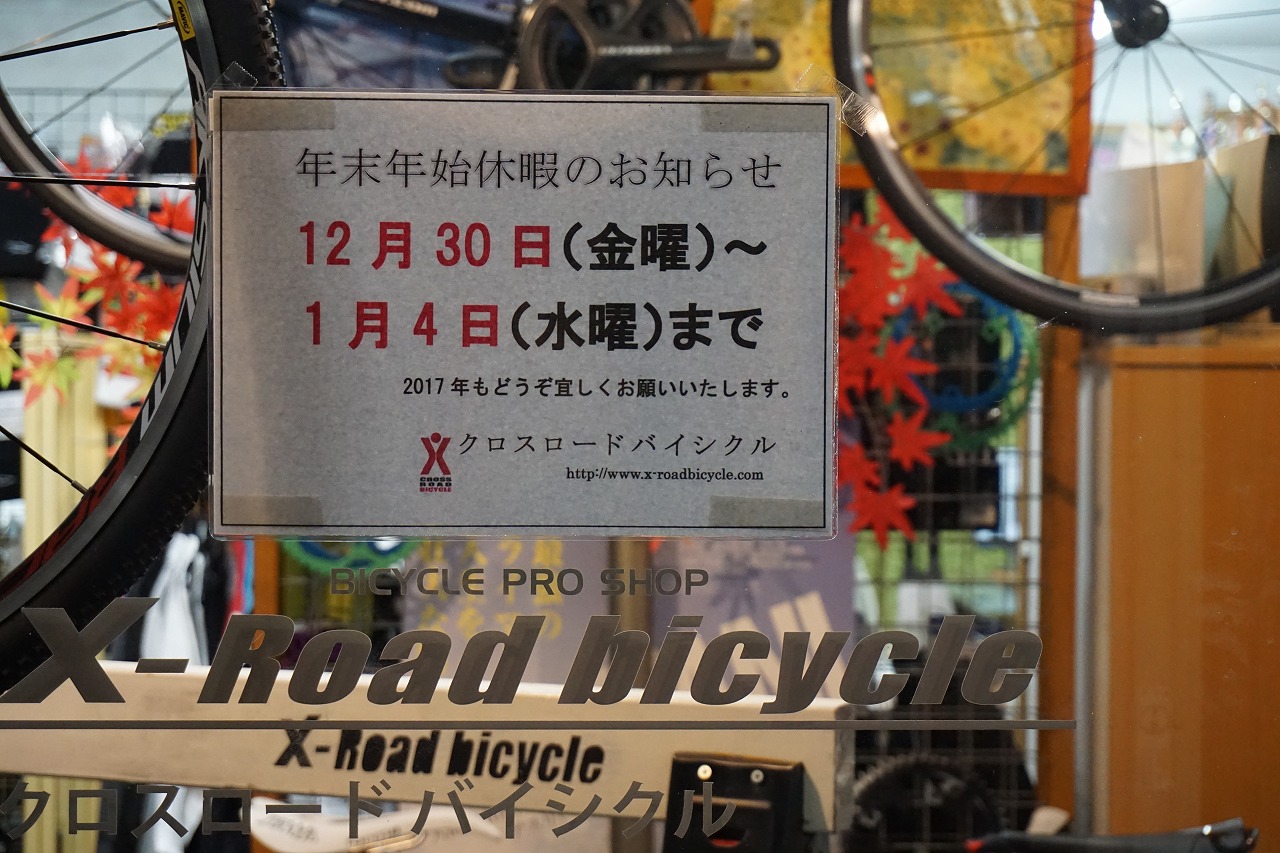 年末年始休暇のお知らせ
12月30日(金曜)～
1月4日(水曜)まで
2017年もどうぞ宜しくお願いいたします。
クロスロードバイシクル
CROSS
ROAD
BICYCLE
http://www.x-roadbicycle.com
BICYCLE PRO SHOP
X-Road bicycle
X-Road bicycle
クロスロードバイシクル